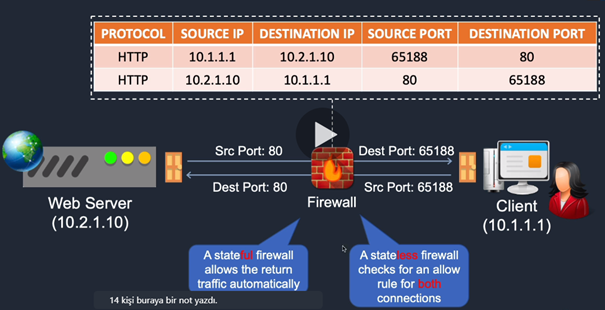 PROTOCOL SOURCE IP DESTINATION IP SOURCE PORT DESTINATION PORT
HTTP 10.1.1.1 10.2.1.10 65188 80
HTTP 10.2.1.10 10.1.1.1 80 65188
Src Port: 80 Dest Port: 65188
Dest Port: 80 Src Port: 65188
Web Server
(10.2.1.10)
Firewall
Client
(10.1.1.1)
A stateful firewall
allows the return
traffic automatically
A stateless firewall
checks for an allow
rule for both
connections
14 kişi buraya bir not yazdı.